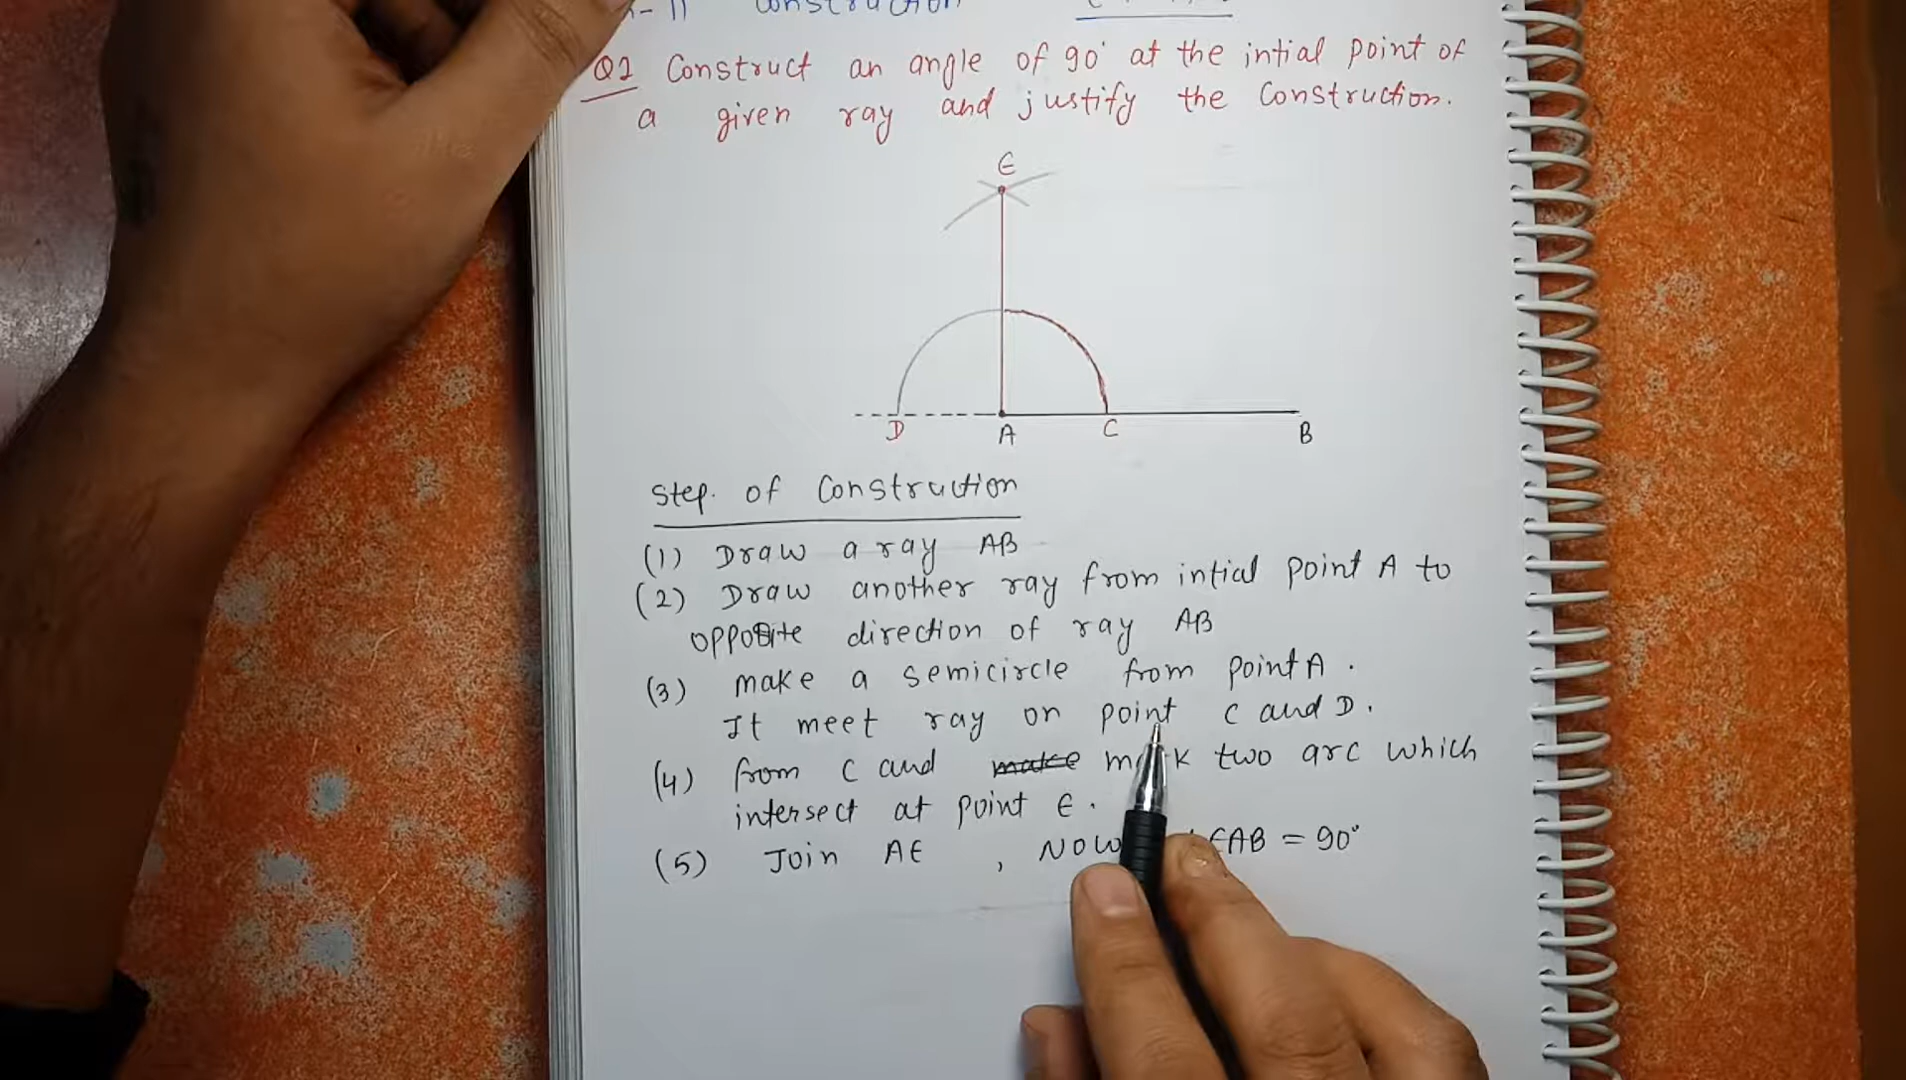 11 Construction
Q1 Construct an angle of 90° at the intial point of
a given ray and justify the Construction.
E
D A C B
Step. of Construction
(1) Draw a ray AB
(2) Draw another ray from intial point A to
opposite direction of ray AB
(3) make a semicircle from point A.
It meet ray on point C and D.
(4) from C and make mark two arc which
intersect at point E.
(5) Join AE , Now EAB = 90°